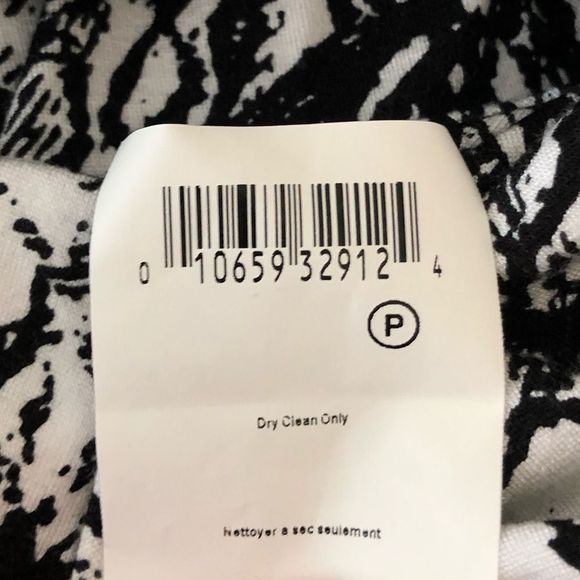 0 10659 32912 4
P
Dry Clean Only
Nettoyer a sec seulement